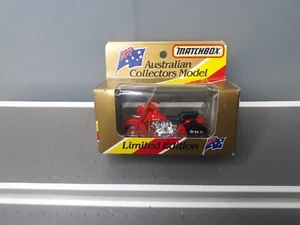 MATCHBOX
Australian
Collectors Model
Limited Edition